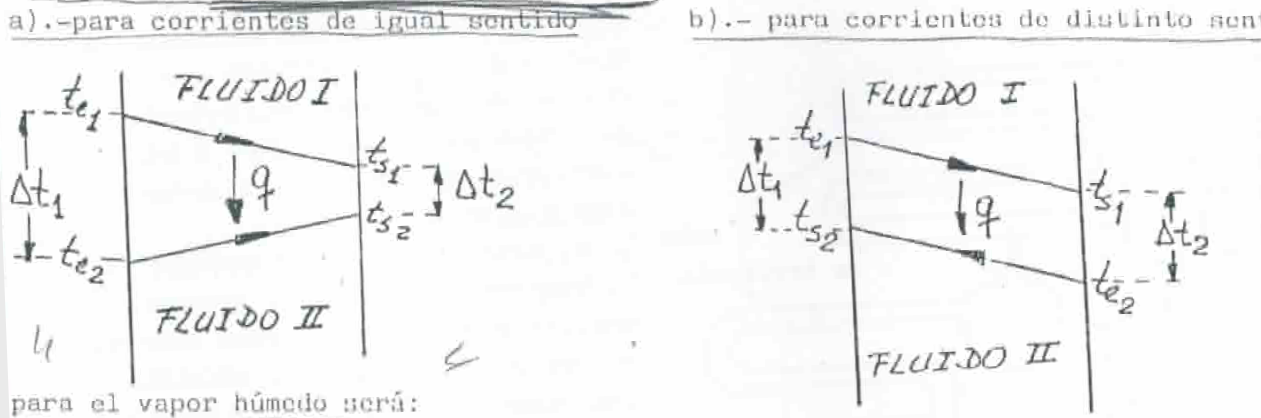 a).-para corrientes de igual sentido
FLUIDO I
te1
ts1
Δt1
q
Δt2
ts2
te2
FLUIDO II
para el vapor húmedo será:
b).- para corrientes de distinto sent
FLUIDO I
te1
Δt1
q
ts1
ts2
Δt2
te2
FLUIDO II